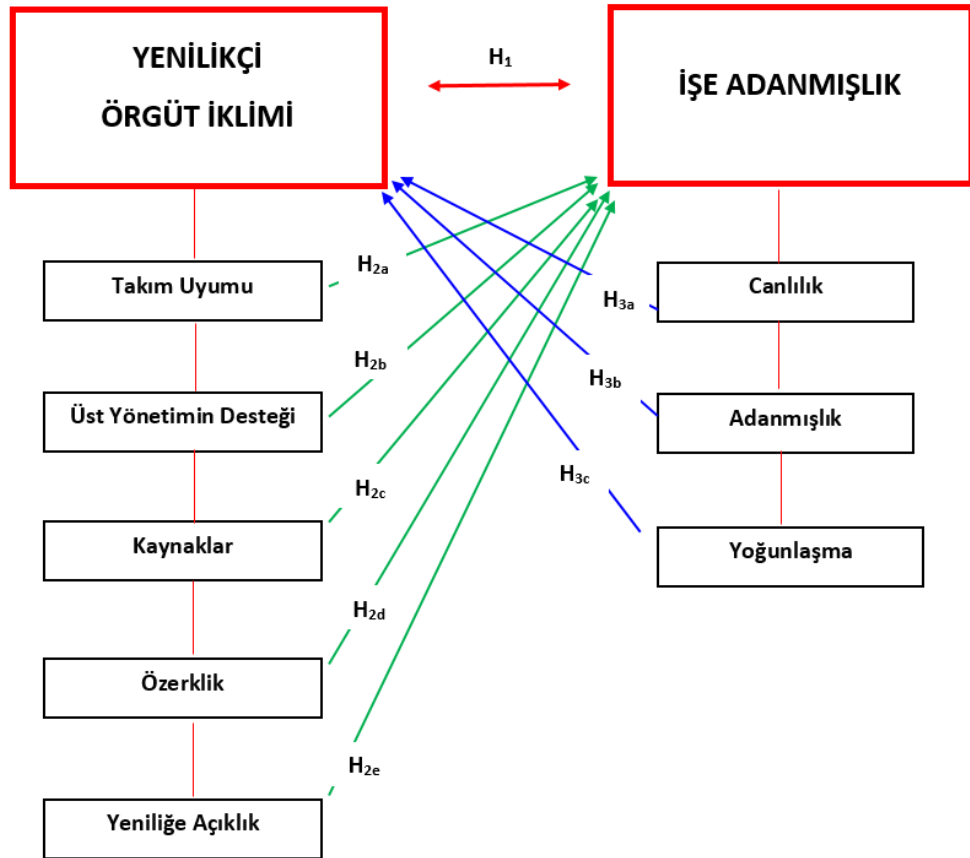 YENİLİKÇİ
ÖRGÜT İKLİMİ
H1
İŞE ADANMIŞLIK
Takım Uyumu
H2a
H3a
Canlılık
Üst Yönetimin Desteği
H2b
H3b
Adanmışlık
Kaynaklar
H2c
H3c
Yoğunlaşma
Özerklik
H2d
Yeniliğe Açıklık
H2e